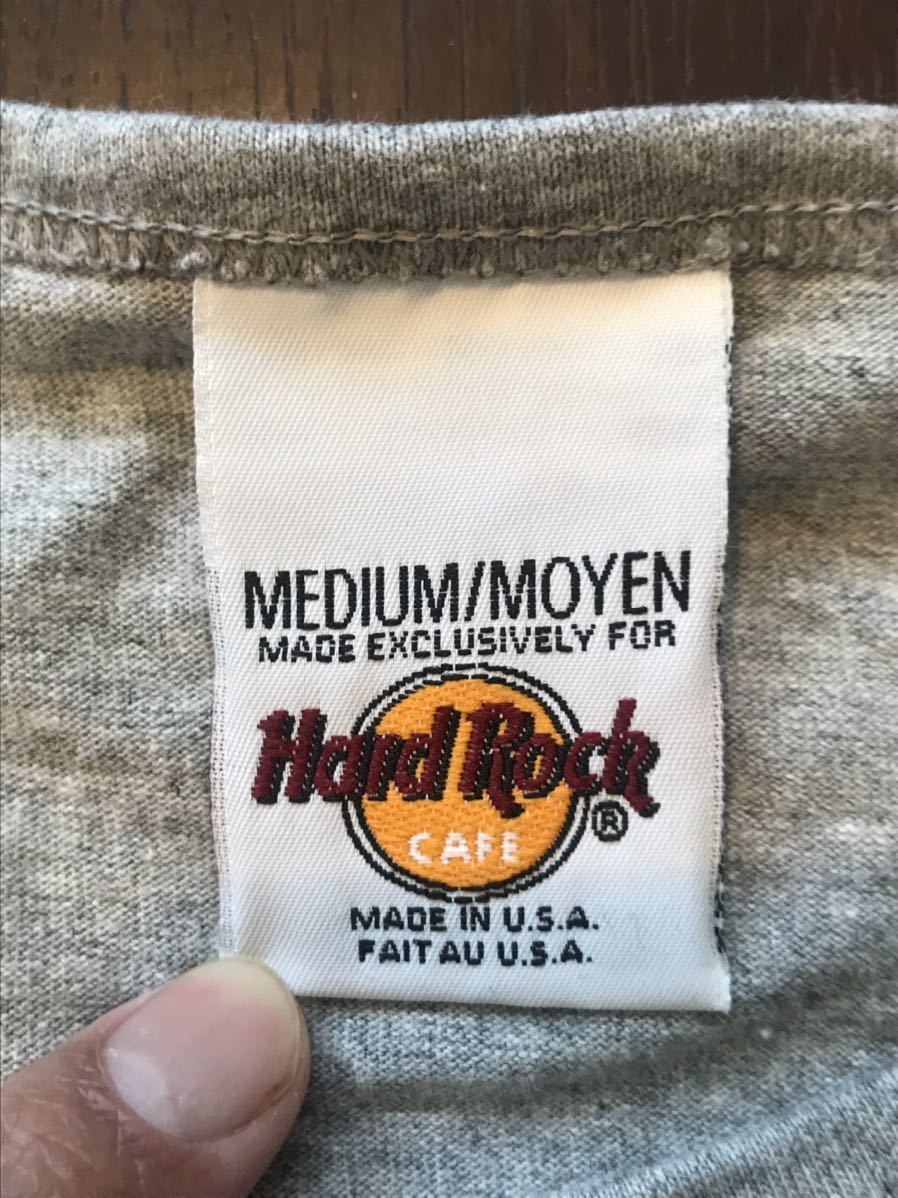 MEDIUM/MOYEN
MADE EXCLUSIVELY FOR
Hard Rock
CAFE ®
MADE IN U.S.A.
FAIT AU U.S.A.